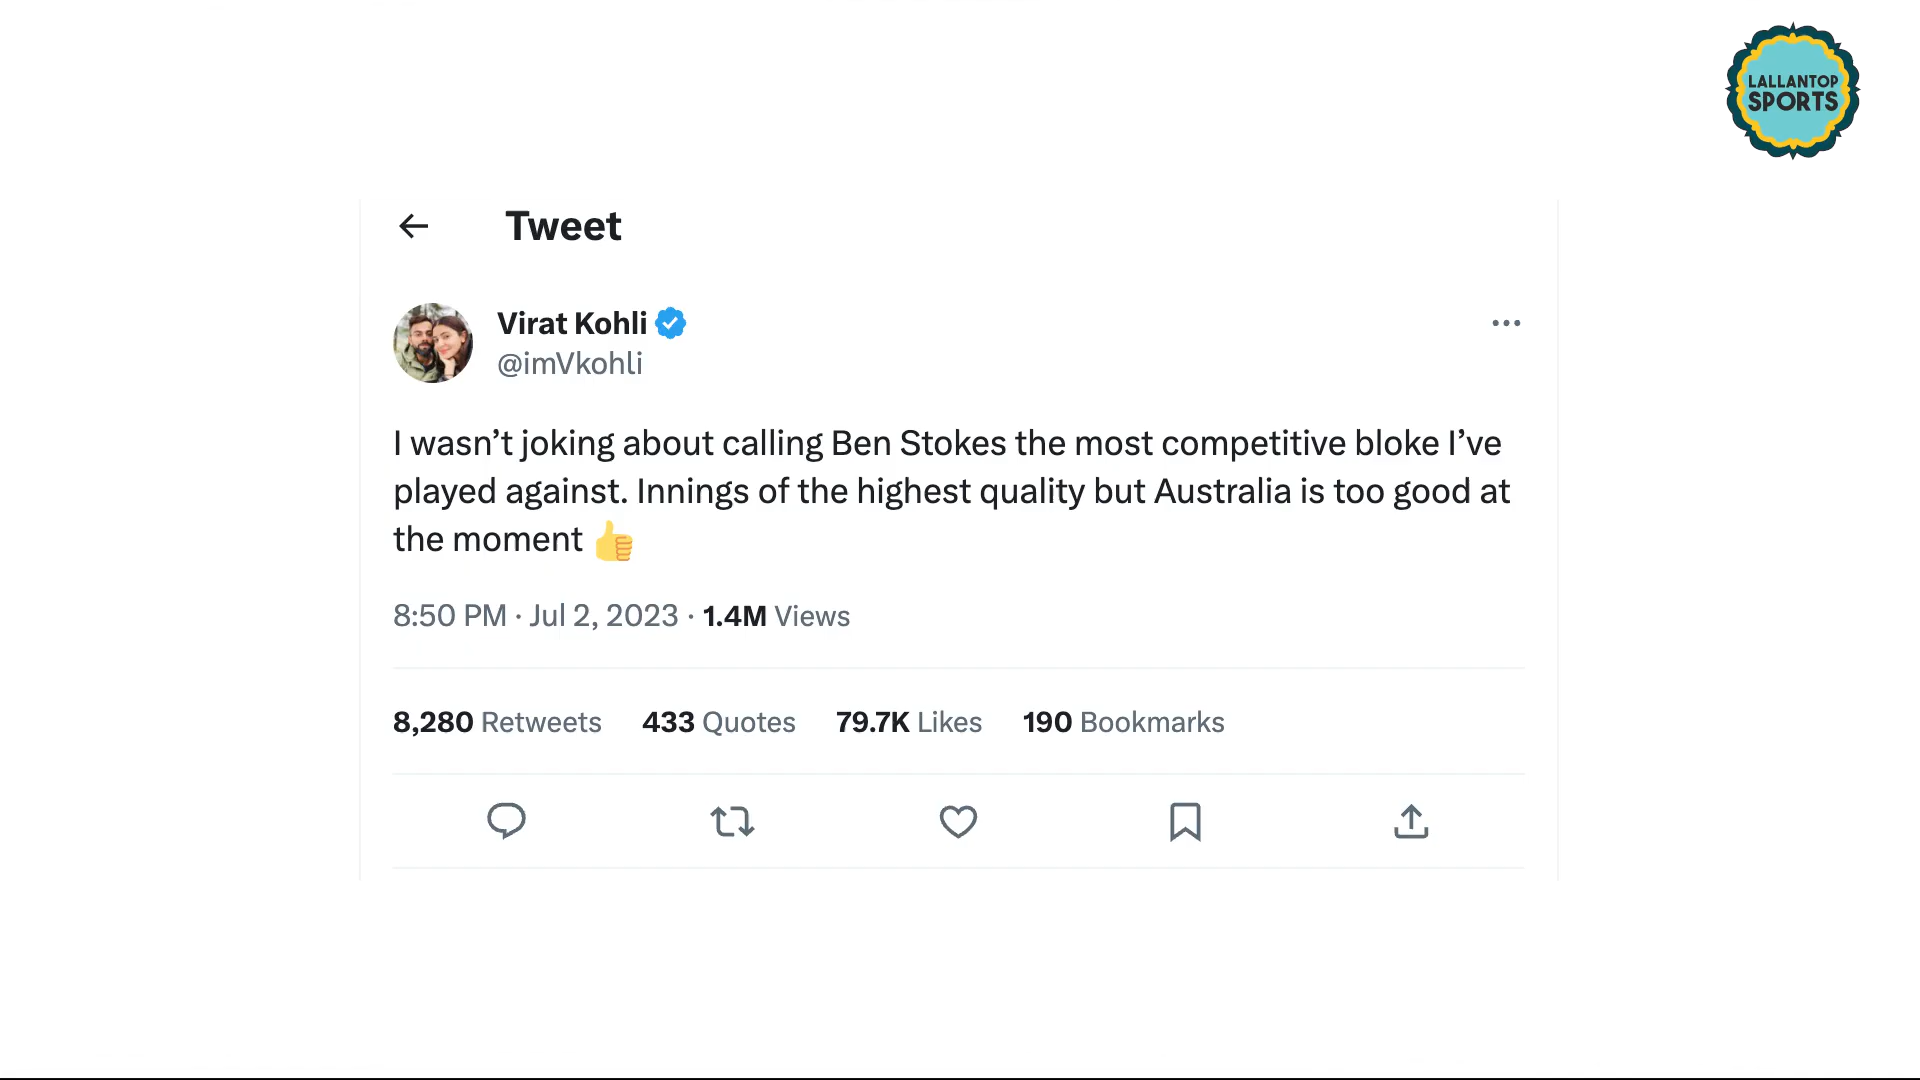 LALLANTOP
SPORTS
Tweet
Virat Kohli
@imVkohli
I wasn’t joking about calling Ben Stokes the most competitive bloke I’ve
played against. Innings of the highest quality but Australia is too good at
the moment 👍
8:50 PM · Jul 2, 2023 · 1.4M Views
8,280 Retweets 433 Quotes 79.7K Likes 190 Bookmarks